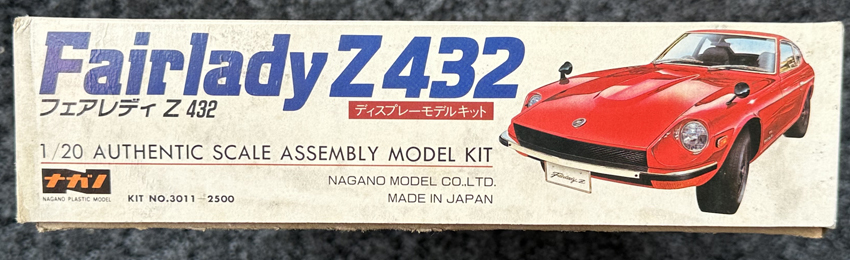 Fairlady Z 432
フェアレディ Z 432
ディスプレーモデルキット
1/20 AUTHENTIC SCALE ASSEMBLY MODEL KIT
ナガノ
NAGANO PLASTIC MODEL
KIT NO.3011-2500
NAGANO MODEL CO.,LTD.
MADE IN JAPAN
Fairlady Z